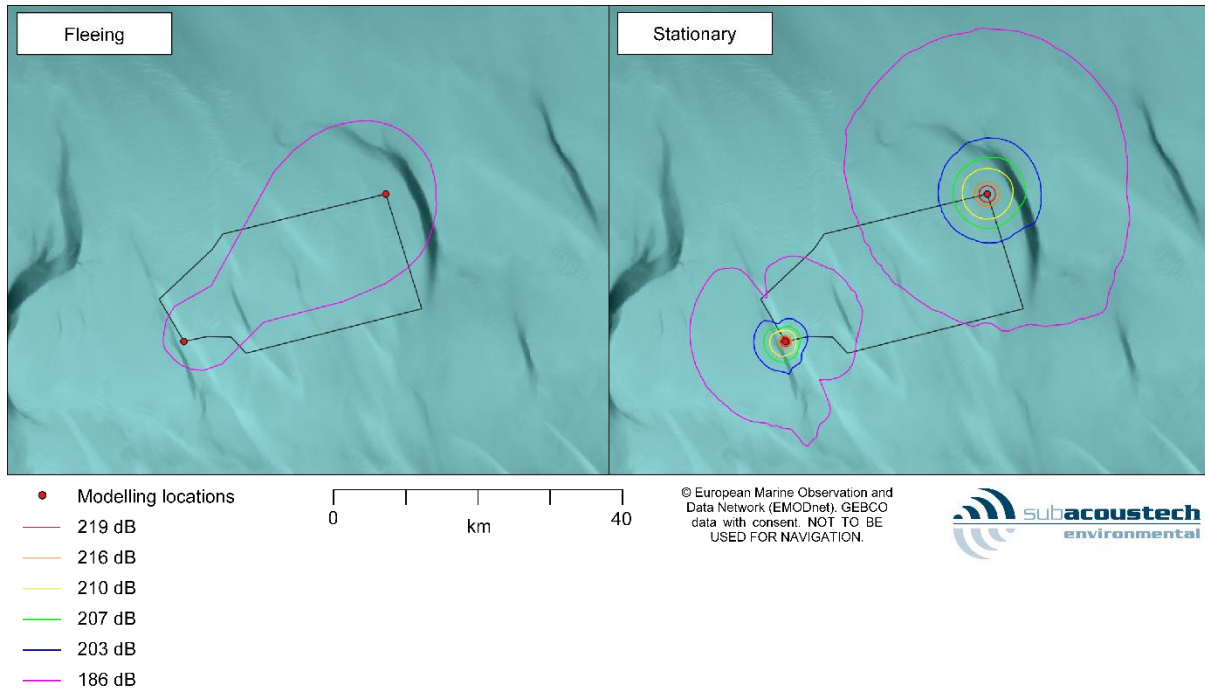 Fleeing
Stationary
Modelling locations
219 dB
216 dB
210 dB
207 dB
203 dB
186 dB
0
40
km
© European Marine Observation and
Data Network (EMODnet). GEBCO
data with consent. NOT TO BE
USED FOR NAVIGATION.
subacoustech
environmental